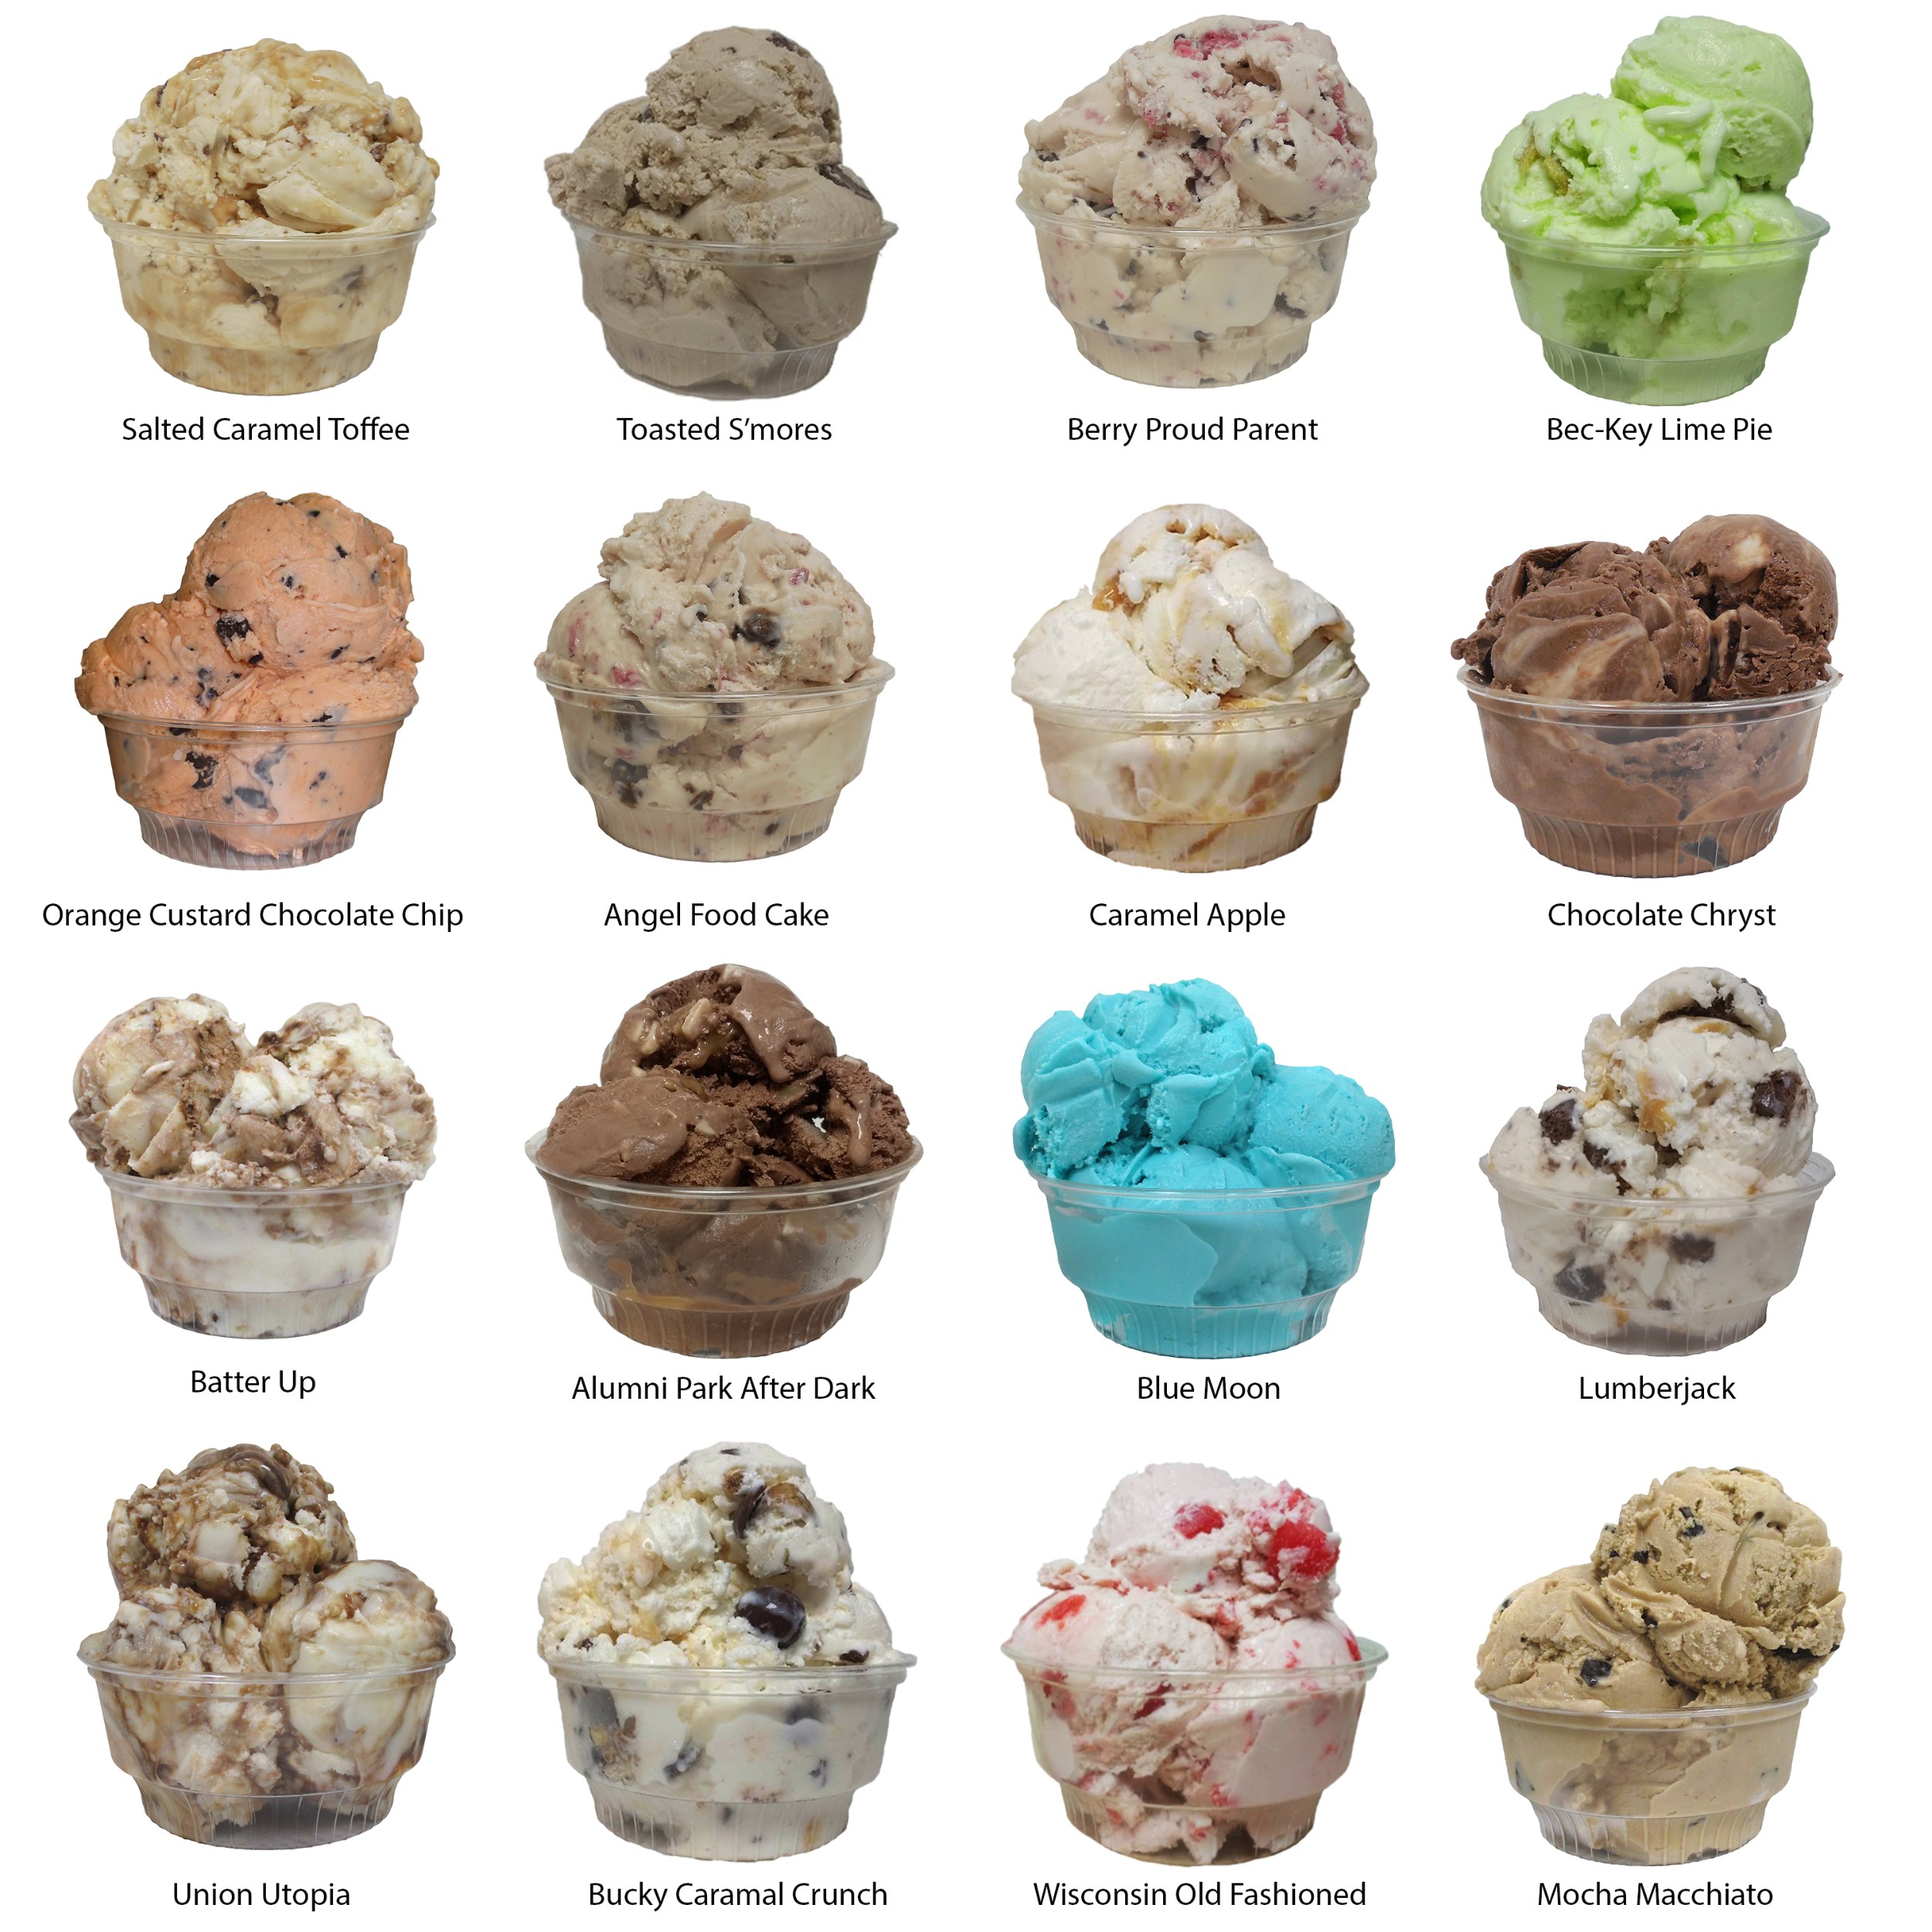 Salted Caramel Toffee
Toasted S’mores
Berry Proud Parent
Bec-Key Lime Pie
Orange Custard Chocolate Chip
Angel Food Cake
Caramel Apple
Chocolate Chryst
Batter Up
Alumni Park After Dark
Blue Moon
Lumberjack
Union Utopia
Bucky Caramal Crunch
Wisconsin Old Fashioned
Mocha Macchiato